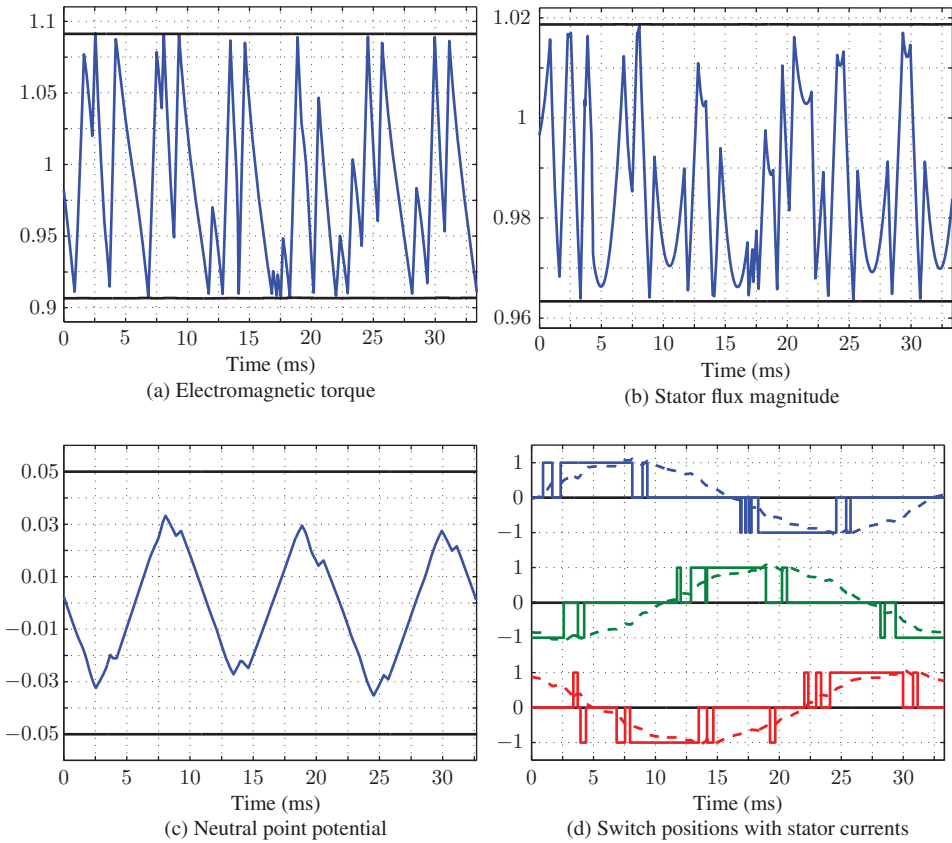 1.1
1.05
1
0.95
0.9
0 5 10 15 20 25 30
Time (ms)
(a) Electromagnetic torque
1.02
1
0.98
0.96
0 5 10 15 20 25 30
Time (ms)
(b) Stator flux magnitude
0.05
0.03
0.01
−0.01
−0.03
−0.05
0 5 10 15 20 25 30
Time (ms)
(c) Neutral point potential
1
0
−1
1
0
−1
1
0
−1
0 5 10 15 20 25 30
Time (ms)
(d) Switch positions with stator currents